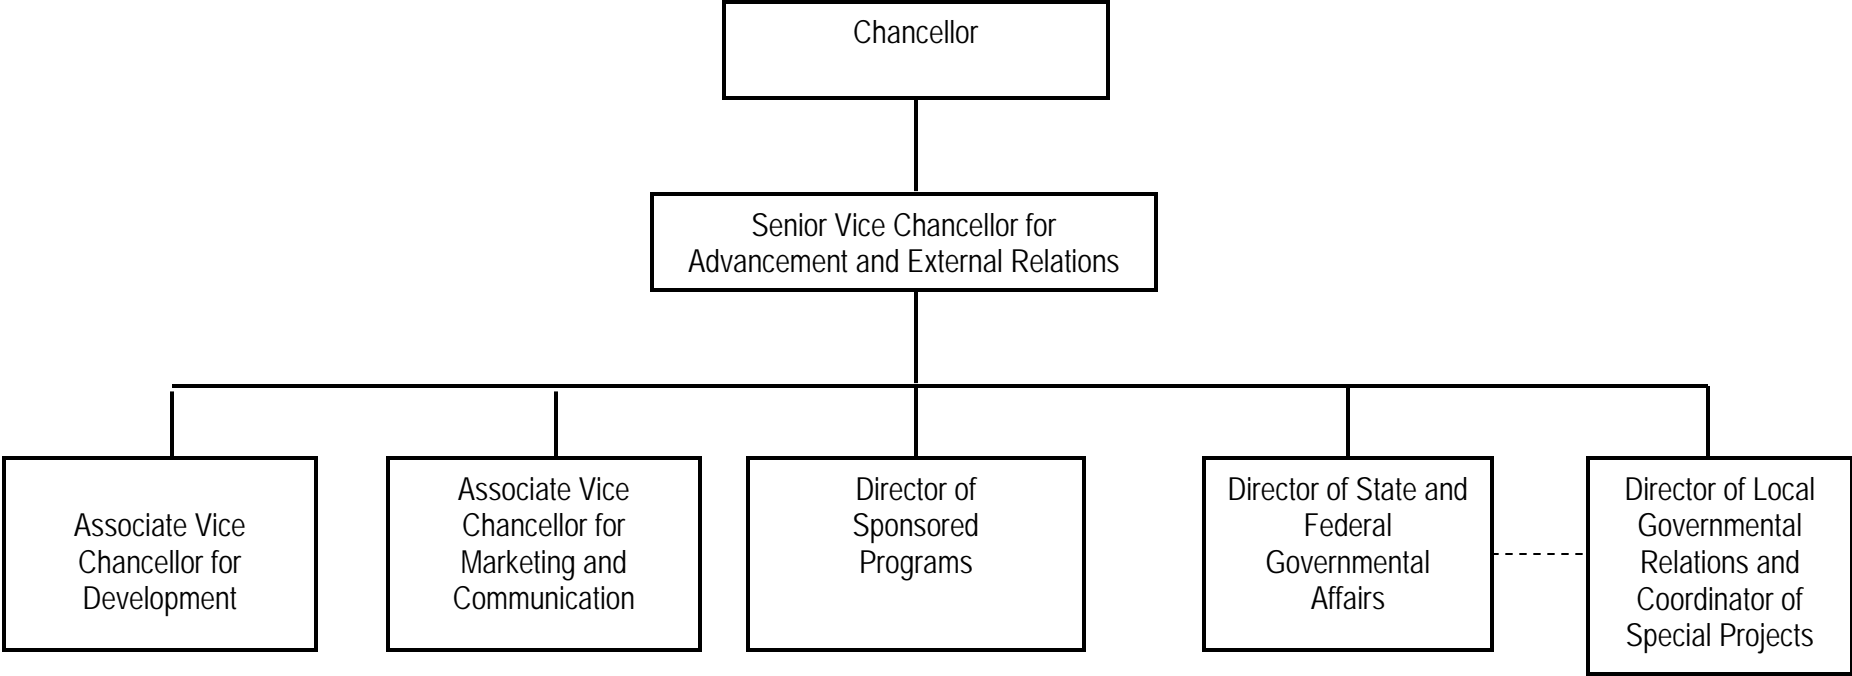 Chancellor
Senior Vice Chancellor for
Advancement and External Relations
Associate Vice
Chancellor for
Development
Associate Vice
Chancellor for
Marketing and
Communication
Director of
Sponsored
Programs
Director of State and
Federal
Governmental
Affairs
Director of Local
Governmental
Relations and
Coordinator of
Special Projects